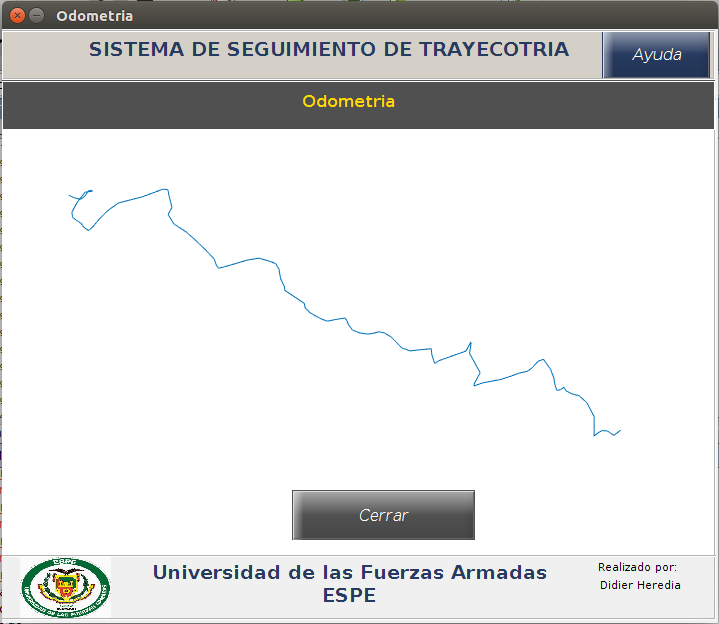 Odometria
SISTEMA DE SEGUIMIENTO DE TRAYECOTRIA
Ayuda
Odometria
Cerrar
ESPE
Universidad de las Fuerzas Armadas
ESPE
Realizado por:
Didier Heredia